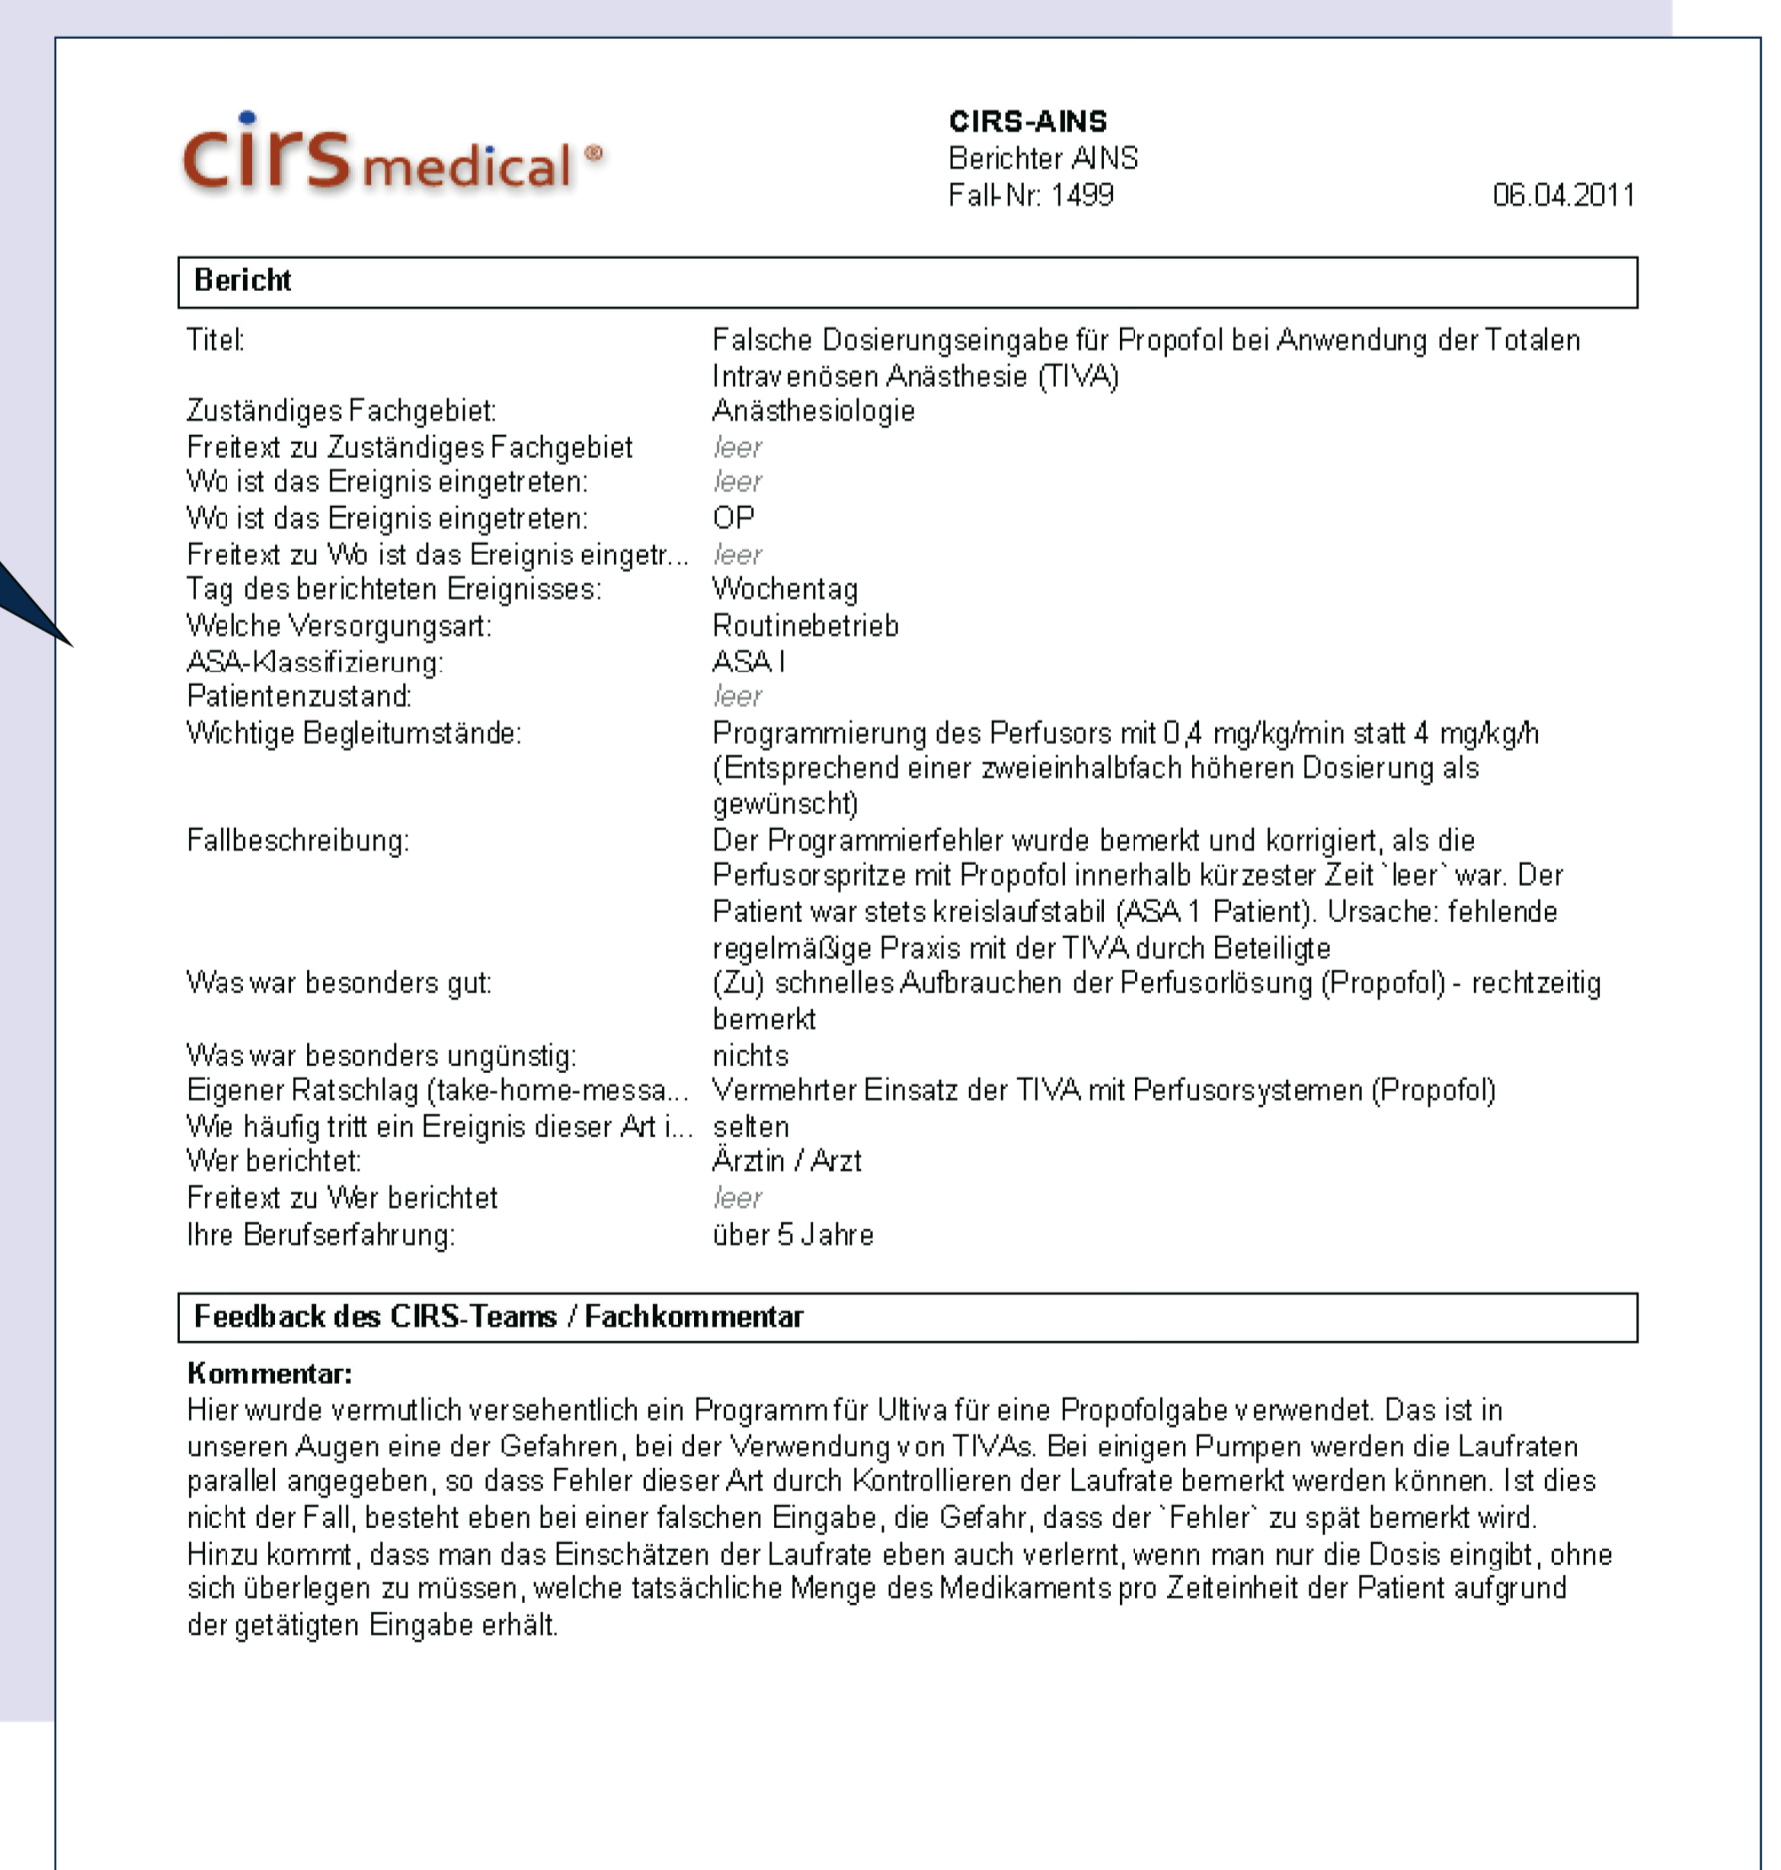 cirs medical ®
CIRS-AINS
Berichter AINS
Fall-Nr: 1499 06.04.2011
Bericht
Titel: Falsche Dosierungseingabe für Propofol bei Anwendung der Totalen
Intravenösen Anästhesie (TIVA)
Zuständiges Fachgebiet: Anästhesiologie
Freitext zu Zuständiges Fachgebiet leer
Wo ist das Ereignis eingetreten: leer
Wo ist das Ereignis eingetreten: OP
Freitext zu Wo ist das Ereignis eingetr... leer
Tag des berichteten Ereignisses: Wochentag
Welche Versorgungsart: Routinebetrieb
ASA-Klassifizierung: ASA I
Patientenzustand: leer
Wichtige Begleitumstände: Programmierung des Perfusors mit 0,4 mg/kg/min statt 4 mg/kg/h
(Entsprechend einer zweieinhalbfach höheren Dosierung als
gewünscht)
Fallbeschreibung: Der Programmierfehler wurde bemerkt und korrigiert, als die
Perfusorspritze mit Propofol innerhalb kürzester Zeit `leer` war. Der
Patient war stets kreislaufstabil (ASA 1 Patient). Ursache: fehlende
regelmäßige Praxis mit der TIVA durch Beteiligte
Was war besonders gut: (Zu) schnelles Aufbrauchen der Perfusorlösung (Propofol) - rechtzeitig
bemerkt
Was war besonders ungünstig: nichts
Eigener Ratschlag (take-home-messa... Vermehrter Einsatz der TIVA mit Perfusorsystemen (Propofol)
Wie häufig tritt ein Ereignis dieser Art i... selten
Wer berichtet: Ärztin / Arzt
Freitext zu Wer berichtet leer
Ihre Berufserfahrung: über 5 Jahre
Feedback des CIRS-Teams / Fachkommentar
Kommentar:
Hier wurde vermutlich versehentlich ein Programm für Ultiva für eine Propofolgabe verwendet. Das ist in
unseren Augen eine der Gefahren, bei der Verwendung von TIVAs. Bei einigen Pumpen werden die Laufraten
parallel angegeben, so dass Fehler dieser Art durch Kontrollieren der Laufrate bemerkt werden können. Ist dies
nicht der Fall, besteht eben bei einer falschen Eingabe, die Gefahr, dass der `Fehler` zu spät bemerkt wird.
Hinzu kommt, dass man das Einschätzen der Laufrate eben auch verlernt, wenn man nur die Dosis eingibt, ohne
sich überlegen zu müssen, welche tatsächliche Menge des Medikaments pro Zeiteinheit der Patient aufgrund
der getätigten Eingabe erhält.